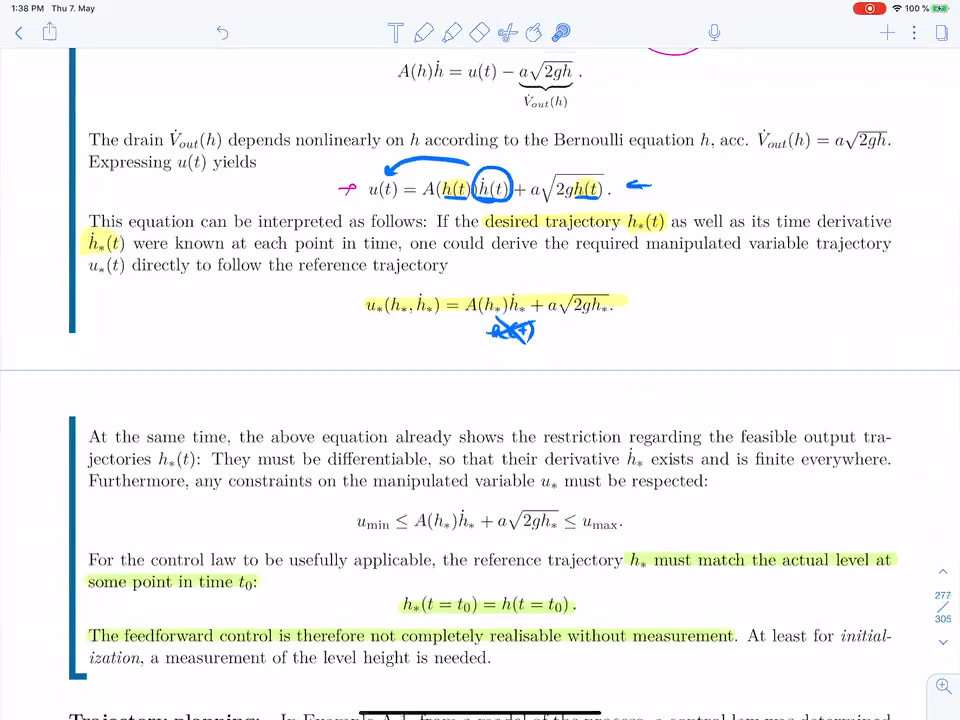 1:38 PM Thu 7. May
100 %
A(h)ḣ = u(t) − a√2gh .
V̇out(h)
The drain V̇out(h) depends nonlinearly on h according to the Bernoulli equation h, acc. V̇out(h) = a√2gh.
Expressing u(t) yields
u(t) = A(h(t))ḣ(t) + a√2gh(t) .
This equation can be interpreted as follows: If the desired trajectory h∗(t) as well as its time derivative
ḣ∗(t) were known at each point in time, one could derive the required manipulated variable trajectory
u∗(t) directly to follow the reference trajectory
u∗(h∗, ḣ∗) = A(h∗)ḣ∗ + a√2gh∗.
At the same time, the above equation already shows the restriction regarding the feasible output tra-
jectories h∗(t): They must be differentiable, so that their derivative ḣ∗ exists and is finite everywhere.
Furthermore, any constraints on the manipulated variable u∗ must be respected:
umin ≤ A(h∗)ḣ∗ + a√2gh∗ ≤ umax.
For the control law to be usefully applicable, the reference trajectory h∗ must match the actual level at
some point in time t0:
h∗(t = t0) = h(t = t0) .
277
305
The feedforward control is therefore not completely realisable without measurement. At least for initial-
ization, a measurement of the level height is needed.